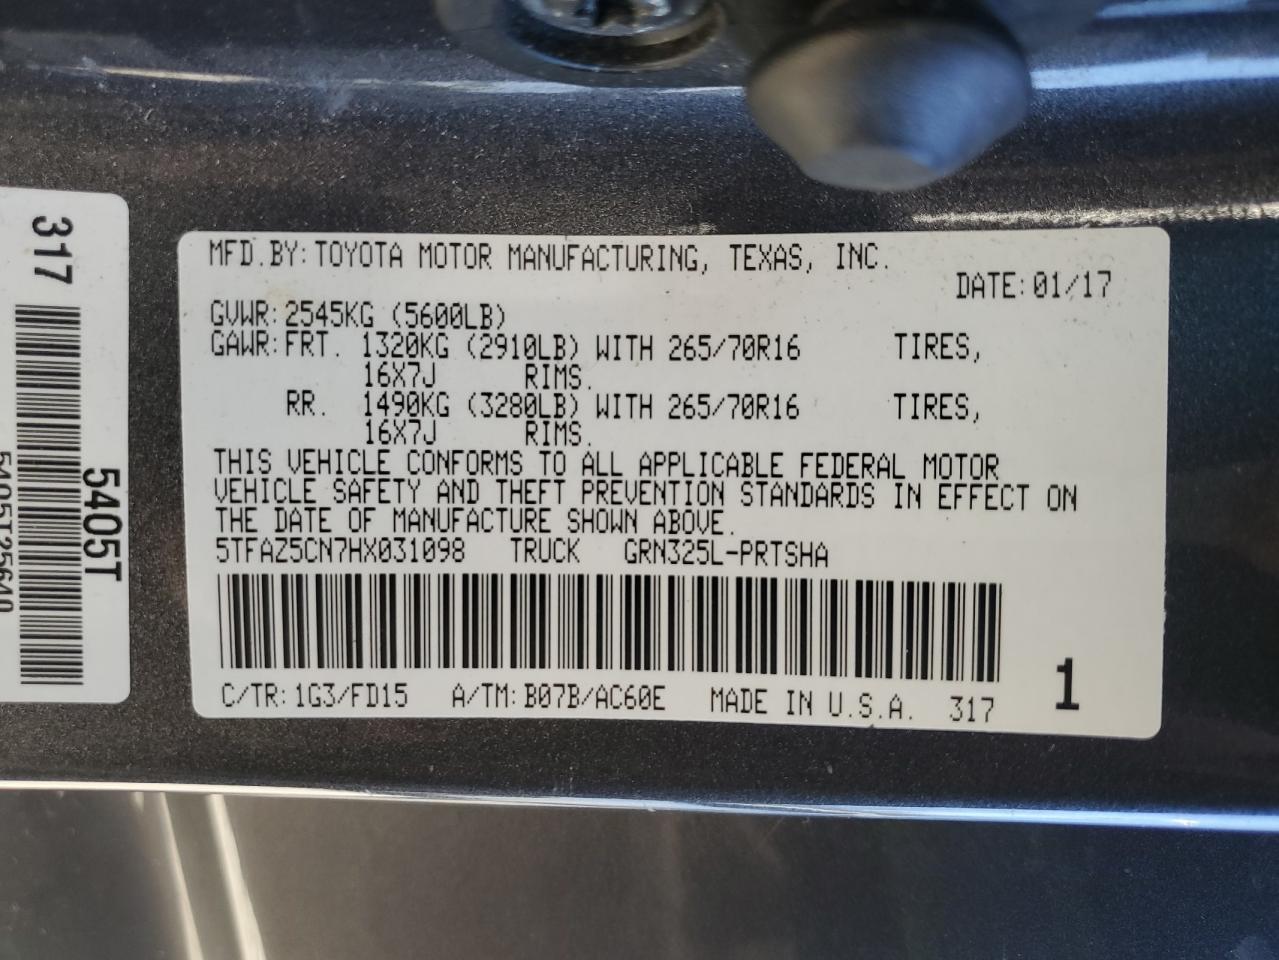 317
5405T
5405T25640
MFD.BY: TOYOTA MOTOR MANUFACTURING, TEXAS, INC.
DATE: 01/17
GVWR: 2545KG (5600LB)
GAWR: FRT. 1320KG (2910LB) WITH 265/70R16 TIRES,
16X7J RIMS.
RR. 1490KG (3280LB) WITH 265/70R16 TIRES,
16X7J RIMS.
THIS VEHICLE CONFORMS TO ALL APPLICABLE FEDERAL MOTOR
VEHICLE SAFETY AND THEFT PREVENTION STANDARDS IN EFFECT ON
THE DATE OF MANUFACTURE SHOWN ABOVE.
5TFAZ5CN7HX031098 TRUCK GRN325L-PRTSHA
C/TR: 1G3/FD15 A/TM: B07B/AC60E MADE IN U.S.A. 317
1